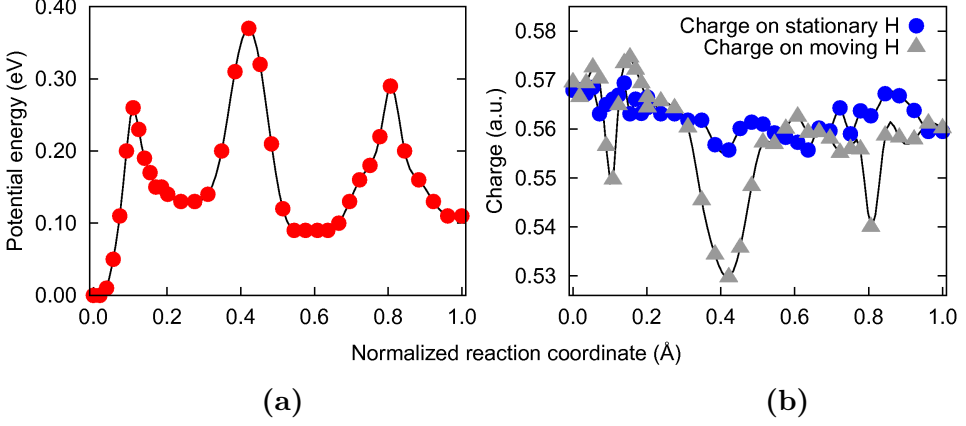 0.40
0.30
0.20
0.10
0.00
Potential energy (eV)
0.0 0.2 0.4 0.6 0.8 1.0
0.58
0.57
0.56
0.55
0.54
0.53
Charge (a.u.)
Charge on stationary H
Charge on moving H
0.0 0.2 0.4 0.6 0.8 1.0
Normalized reaction coordinate (Å)
(a) (b)